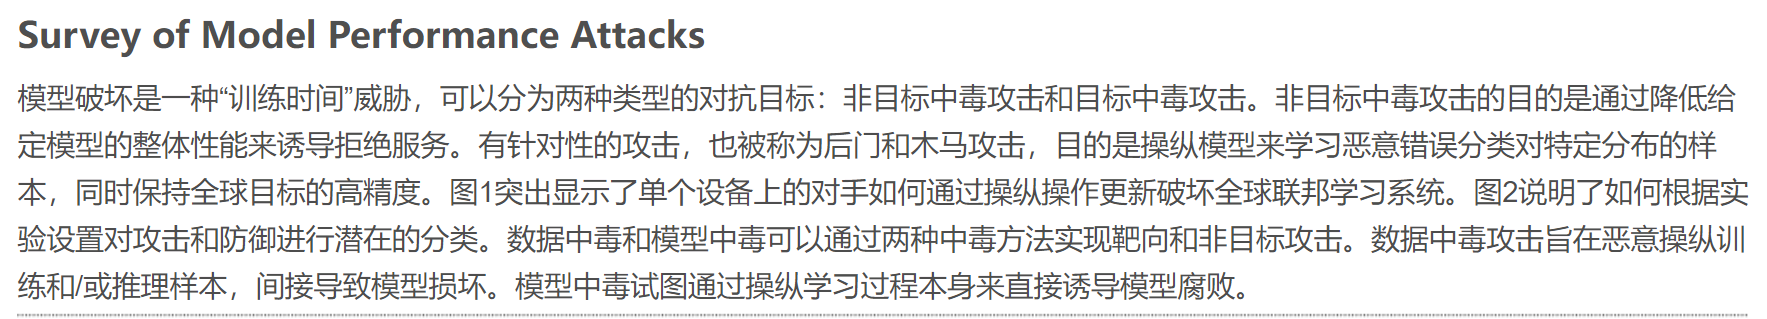 Survey of Model Performance Attacks
模型破坏是一种“训练时间”威胁，可以分为两种类型的对抗目标：非目标中毒攻击和目标中毒攻击。非目标中毒攻击的目的是通过降低给
定模型的整体性能来诱导拒绝服务。有针对性的攻击，也被称为后门和木马攻击，目的是操纵模型来学习恶意错误分类对特定分布的样
本，同时保持全球目标的高精度。图1突出显示了单个设备上的对手如何通过操纵操作更新破坏全球联邦学习系统。图2说明了如何根据实
验设置对攻击和防御进行潜在的分类。数据中毒和模型中毒可以通过两种中毒方法实现靶向和非目标攻击。数据中毒攻击旨在恶意操纵训
练和/或推理样本，间接导致模型损坏。模型中毒试图通过操纵学习过程本身来直接诱导模型腐败。